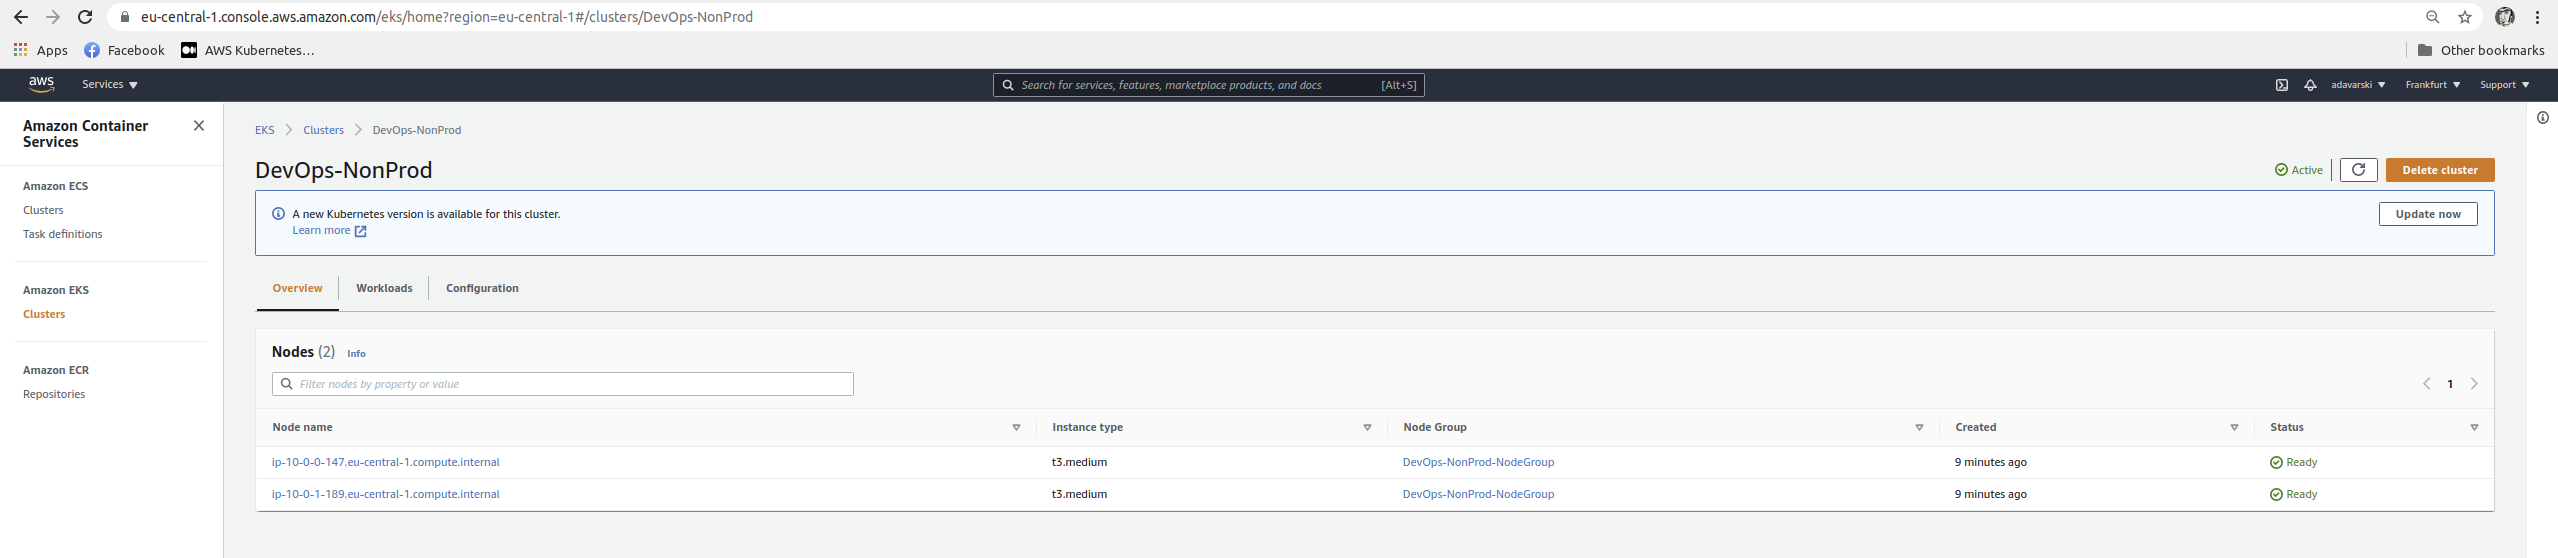 eu-central-1.console.aws.amazon.com/eks/home?region=eu-central-1#/clusters/DevOps-NonProd
Apps Facebook AWS Kubernetes... Other bookmarks
aws Services Search for services, features, marketplace products, and docs [Alt+S] adavarski Frankfurt Support
Amazon Container Services
Amazon ECS
Clusters
Task definitions
Amazon EKS
Clusters
Amazon ECR
Repositories
EKS Clusters DevOps-NonProd
DevOps-NonProd Active Delete cluster
A new Kubernetes version is available for this cluster. Update now
Learn more
Overview Workloads Configuration
Nodes (2) Info
Filter nodes by property or value 1
Node name Instance type Node Group Created Status
ip-10-0-0-147.eu-central-1.compute.internal t3.medium DevOps-NonProd-NodeGroup 9 minutes ago Ready
ip-10-0-1-189.eu-central-1.compute.internal t3.medium DevOps-NonProd-NodeGroup 9 minutes ago Ready